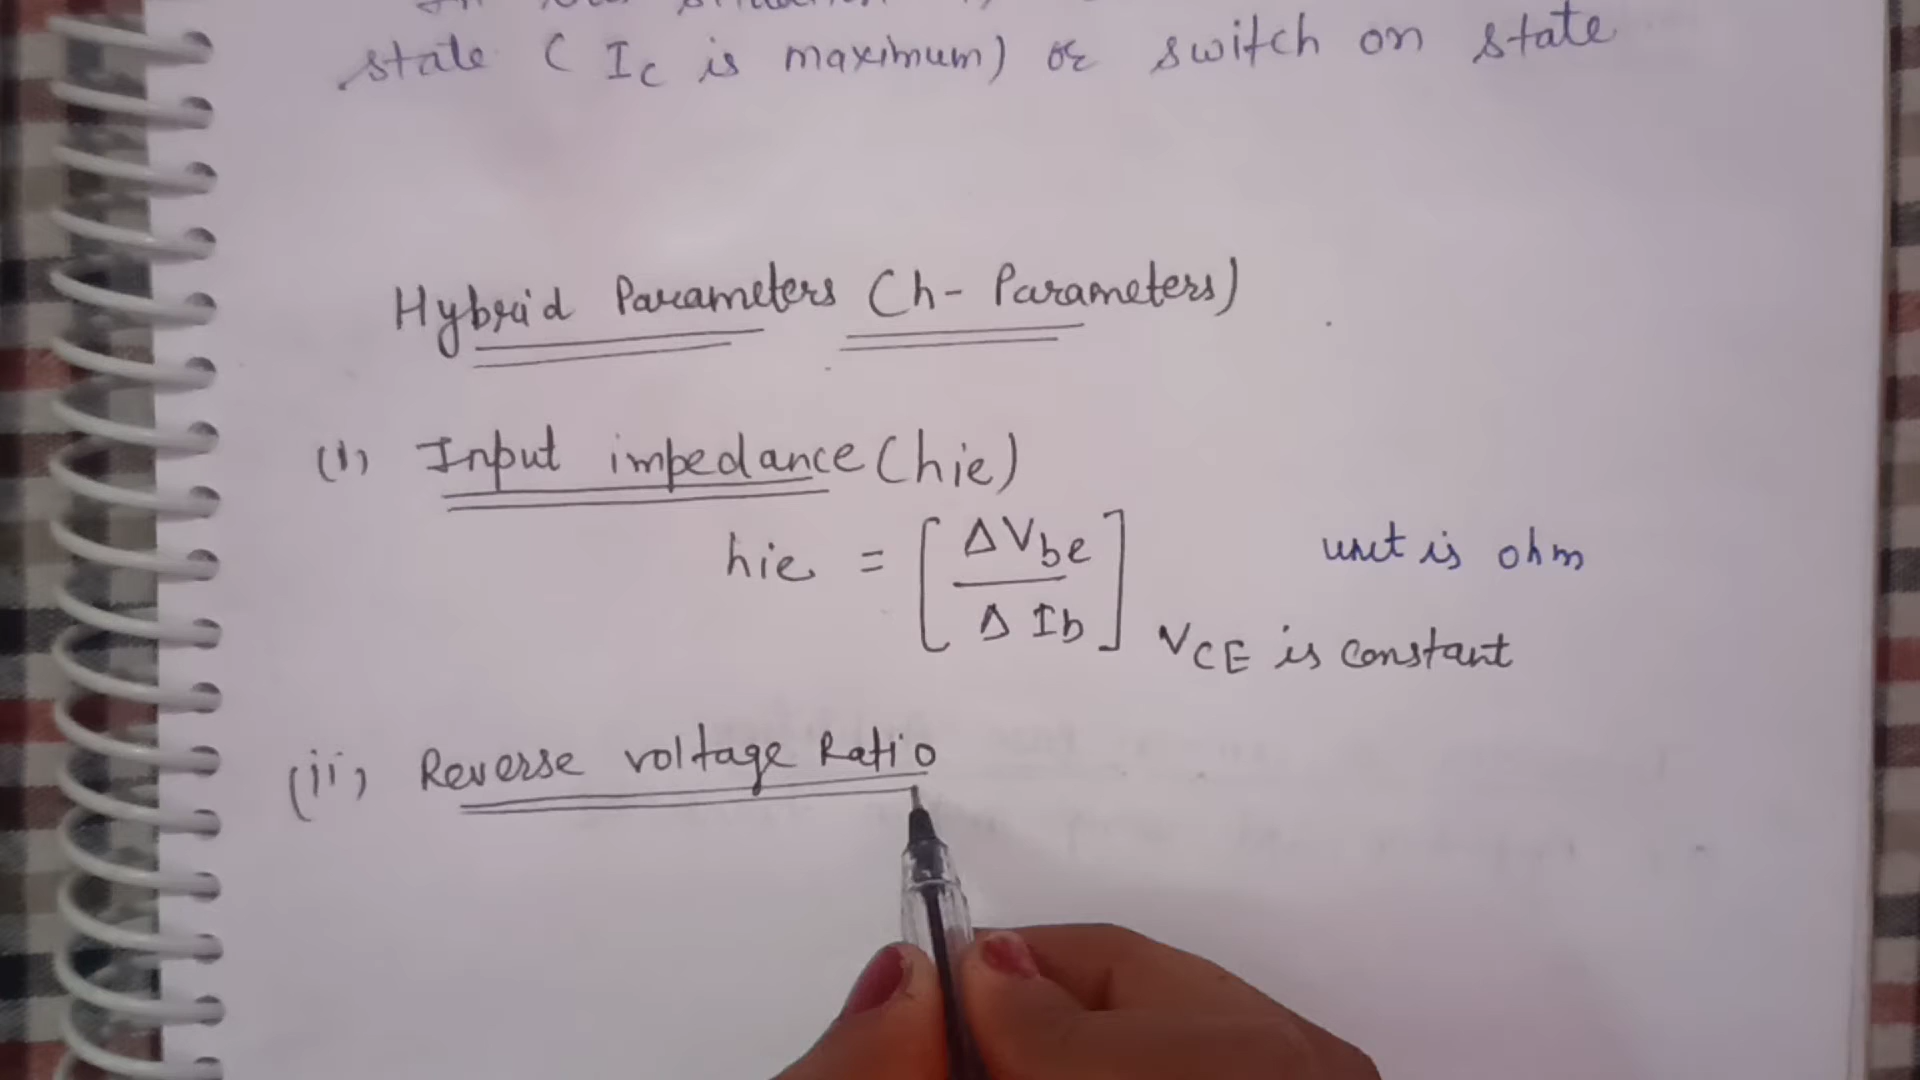 state ( Ic is maximum) or switch on state
Hybrid Parameters (h- Parameters)
(i) Input impedance (hie)
hie = [ΔVbe / ΔIb] VCE is constant
unit is ohm
(ii) Reverse voltage Ratio